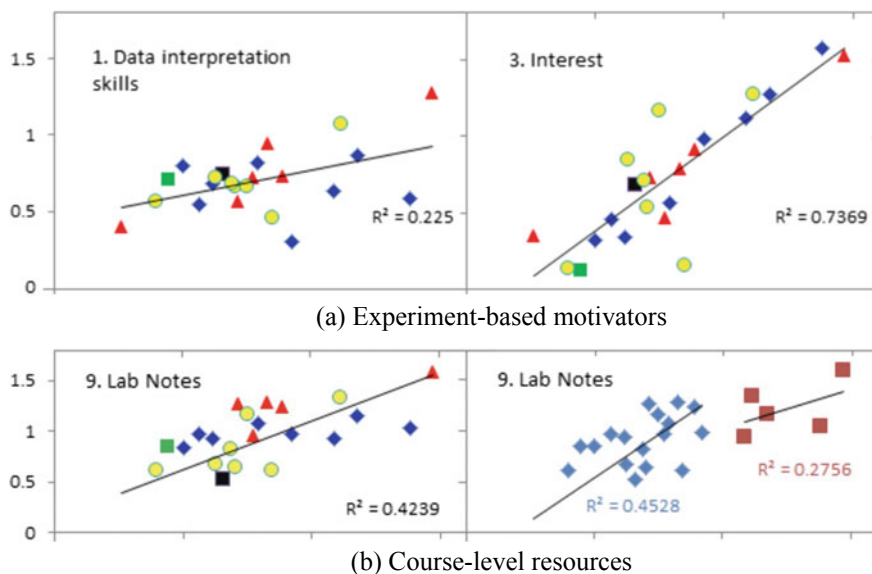 1.5
1
0.5
0
1. Data interpretation
skills
R² = 0.225
3. Interest
R² = 0.7369
(a) Experiment-based motivators
1.5
1
0.5
0
9. Lab Notes
R² = 0.4239
9. Lab Notes
R² = 0.4528
R² = 0.2756
(b) Course-level resources